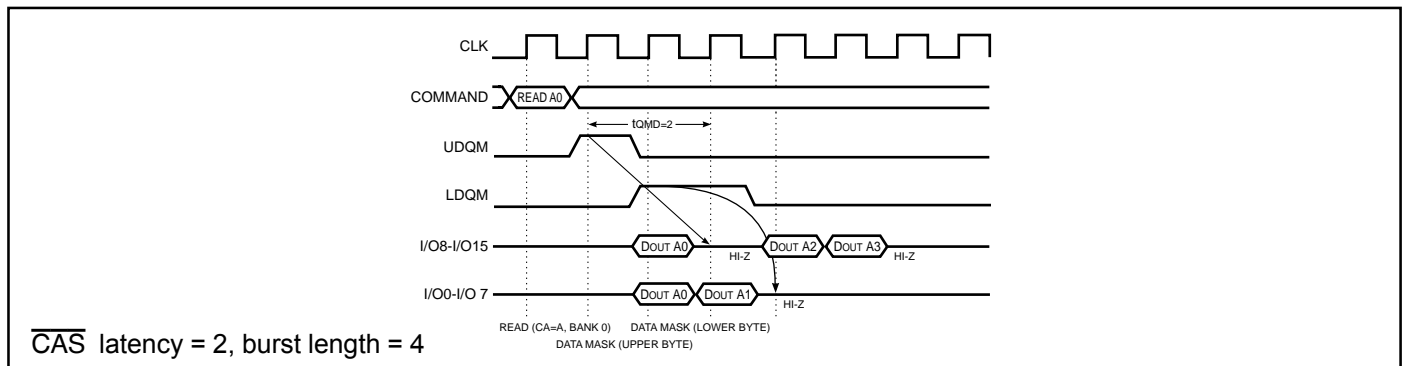 CLK
COMMAND READ A0
tQMD=2
UDQM
LDQM
I/O8-I/O15 DOUT A0 HI-Z DOUT A2 DOUT A3 HI-Z
I/O0-I/O 7 DOUT A0 DOUT A1 HI-Z
READ (CA=A, BANK 0) DATA MASK (LOWER BYTE)
DATA MASK (UPPER BYTE)
CAS latency = 2, burst length = 4